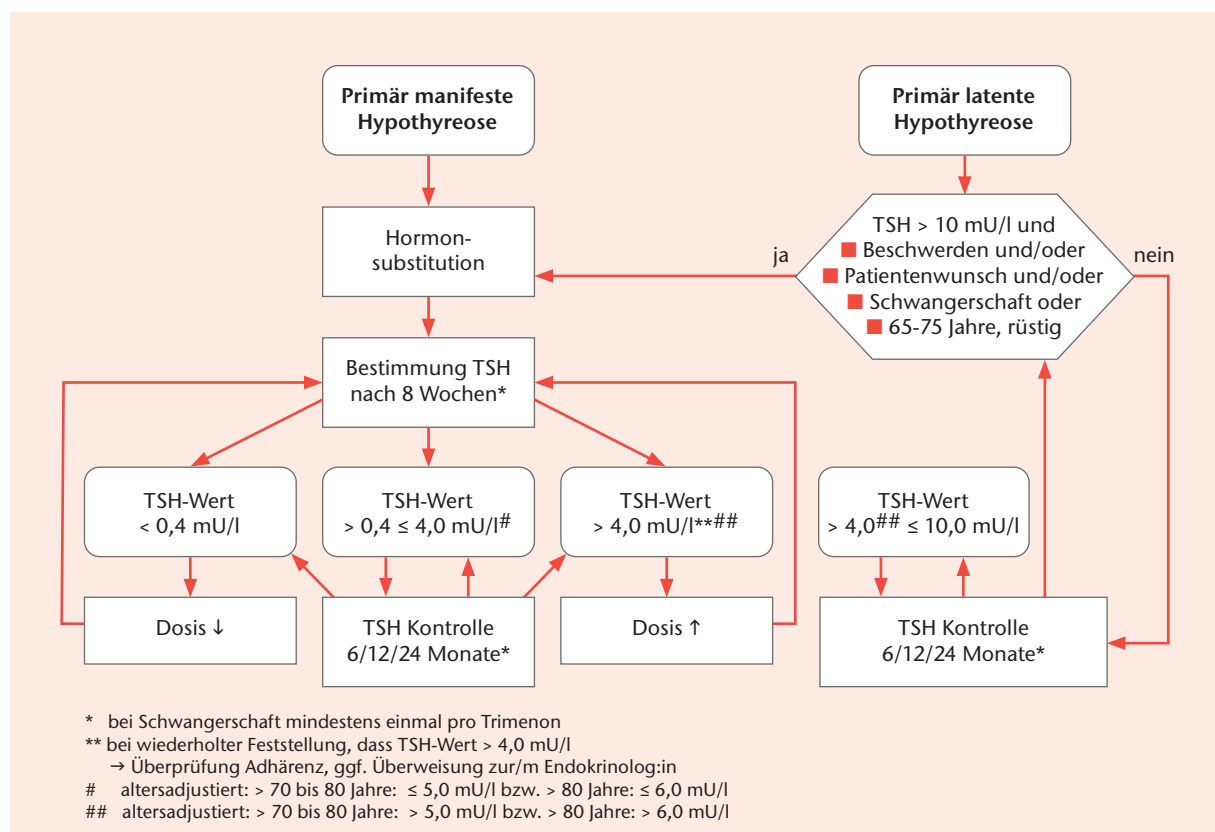 Primär manifeste
Hypothyreose
Primär latente
Hypothyreose
Hormon-
substitution
ja
TSH > 10 mU/l und
■ Beschwerden und/oder
■ Patientenwunsch und/oder
■ Schwangerschaft oder
■ 65-75 Jahre, rüstig
nein
Bestimmung TSH
nach 8 Wochen*
TSH-Wert
< 0,4 mU/l
TSH-Wert
> 0,4 ≤ 4,0 mU/l#
TSH-Wert
> 4,0 mU/l**##
TSH-Wert
> 4,0## ≤ 10,0 mU/l
Dosis ↓
TSH Kontrolle
6/12/24 Monate*
Dosis ↑
TSH Kontrolle
6/12/24 Monate*
* bei Schwangerschaft mindestens einmal pro Trimenon
** bei wiederholter Feststellung, dass TSH-Wert > 4,0 mU/l
→ Überprüfung Adhärenz, ggf. Überweisung zur/m Endokrinolog:in
# altersadjustiert: > 70 bis 80 Jahre: ≤ 5,0 mU/l bzw. > 80 Jahre: ≤ 6,0 mU/l
## altersadjustiert: > 70 bis 80 Jahre: > 5,0 mU/l bzw. > 80 Jahre: > 6,0 mU/l